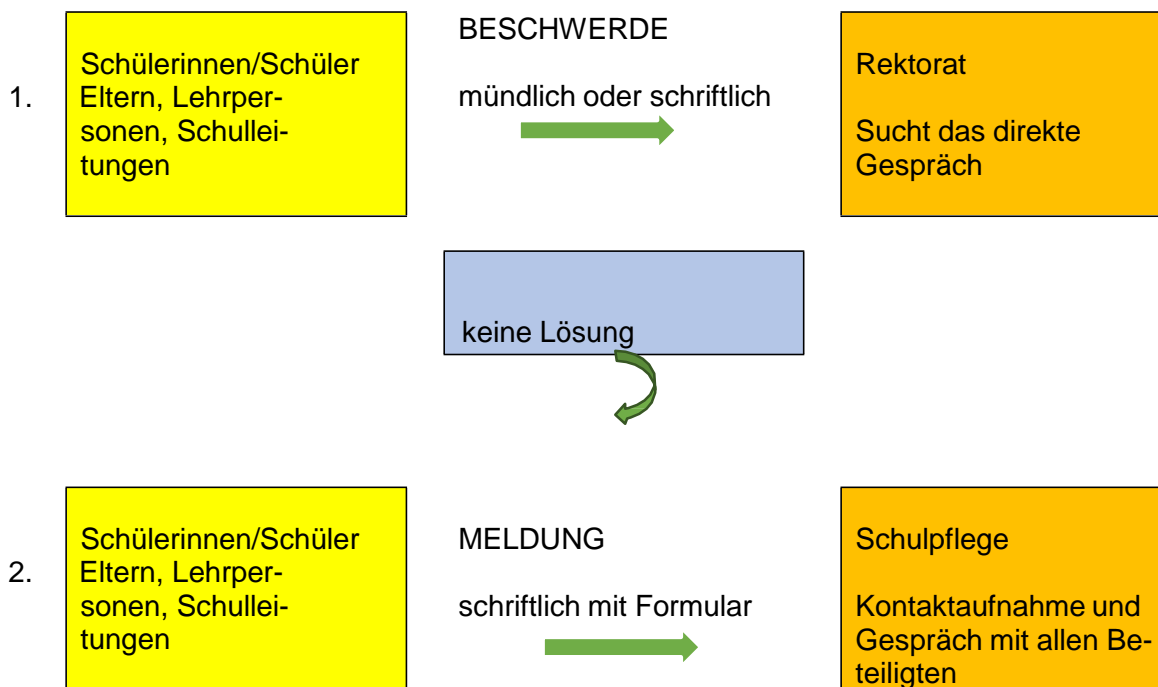 1.
Schülerinnen/Schüler
Eltern, Lehrper-
sonen, Schullei-
tungen
BESCHWERDE
mündlich oder schriftlich
Rektorat
Sucht das direkte
Gespräch
keine Lösung
2.
Schülerinnen/Schüler
Eltern, Lehrper-
sonen, Schullei-
tungen
MELDUNG
schriftlich mit Formular
Schulpflege
Kontaktaufnahme und
Gespräch mit allen Be-
teiligten